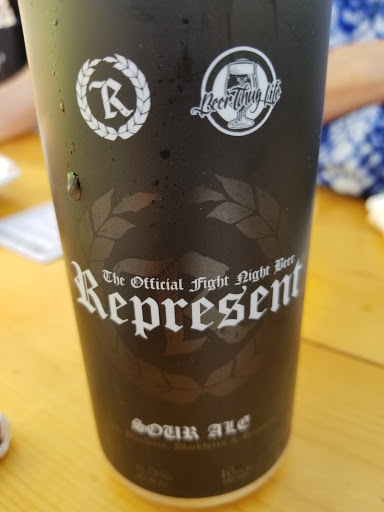 R
Beer Thug Life
The Official Fight Night Beer
Represent
SOUR ALE